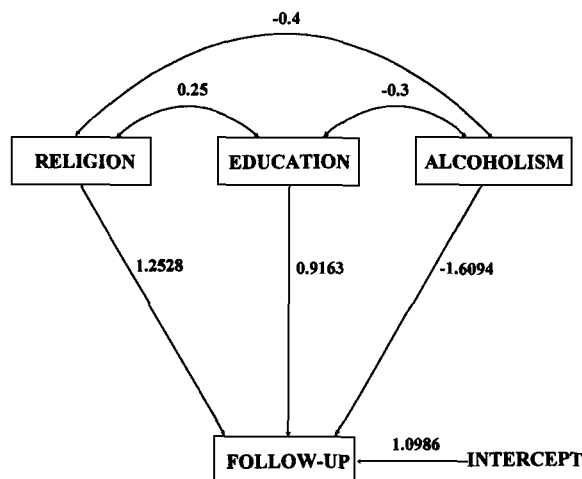 -0.4
0.25
-0.3
RELIGION
EDUCATION
ALCOHOLISM
1.2528
0.9163
-1.6094
1.0986
FOLLOW-UP
INTERCEPT